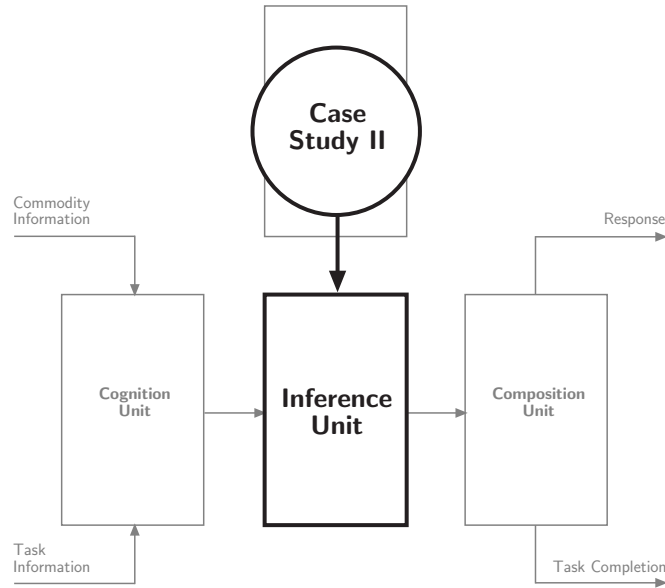 Case
Study II
Commodity
Information
Response
Cognition
Unit
Inference
Unit
Composition
Unit
Task
Information
Task Completion